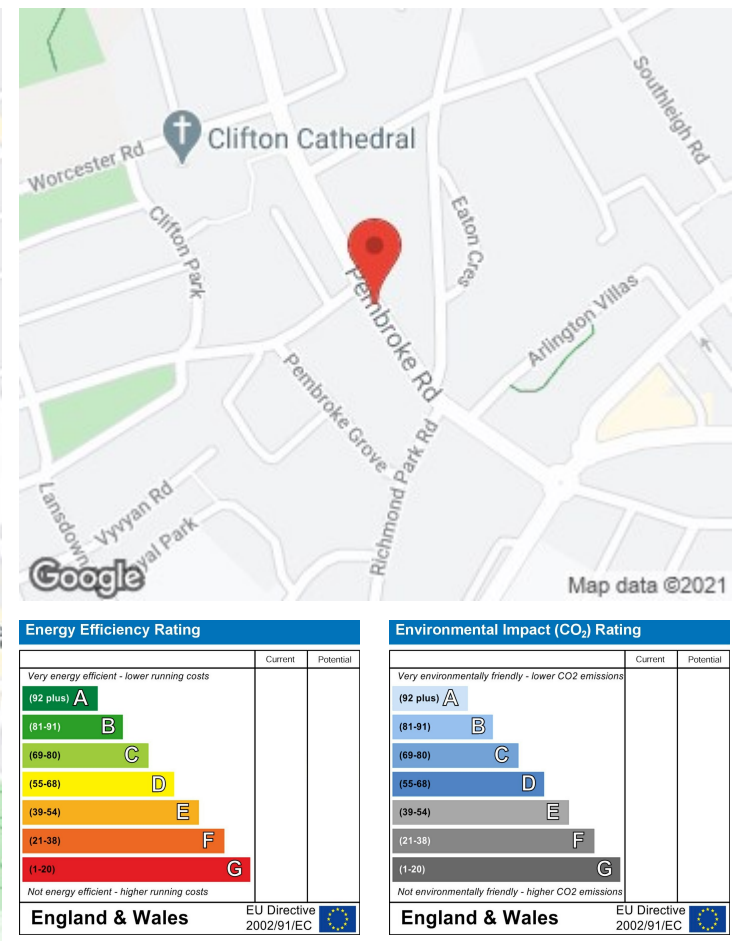 Southleigh Rd
Clifton Cathedral
Worcester Rd
Clifton Park
Eaton Cres
Pembroke Rd
Arlington Villas
Pembroke Grove
Richmond Park Rd
Lansdown
Vyvyan Rd
yal Park
Google
Map data ©2021
Energy Efficiency Rating
Current Potential
Very energy efficient - lower running costs
(92 plus) A
(81-91) B
(69-80) C
(55-68) D
(39-54) E
(21-38) F
(1-20) G
Not energy efficient - higher running costs
England & Wales
EU Directive
2002/91/EC
Environmental Impact (CO₂) Rating
Current Potential
Very environmentally friendly - lower CO2 emissions
(92 plus) A
(81-91) B
(69-80) C
(55-68) D
(39-54) E
(21-38) F
(1-20) G
Not environmentally friendly - higher CO2 emissions
England & Wales
EU Directive
2002/91/EC